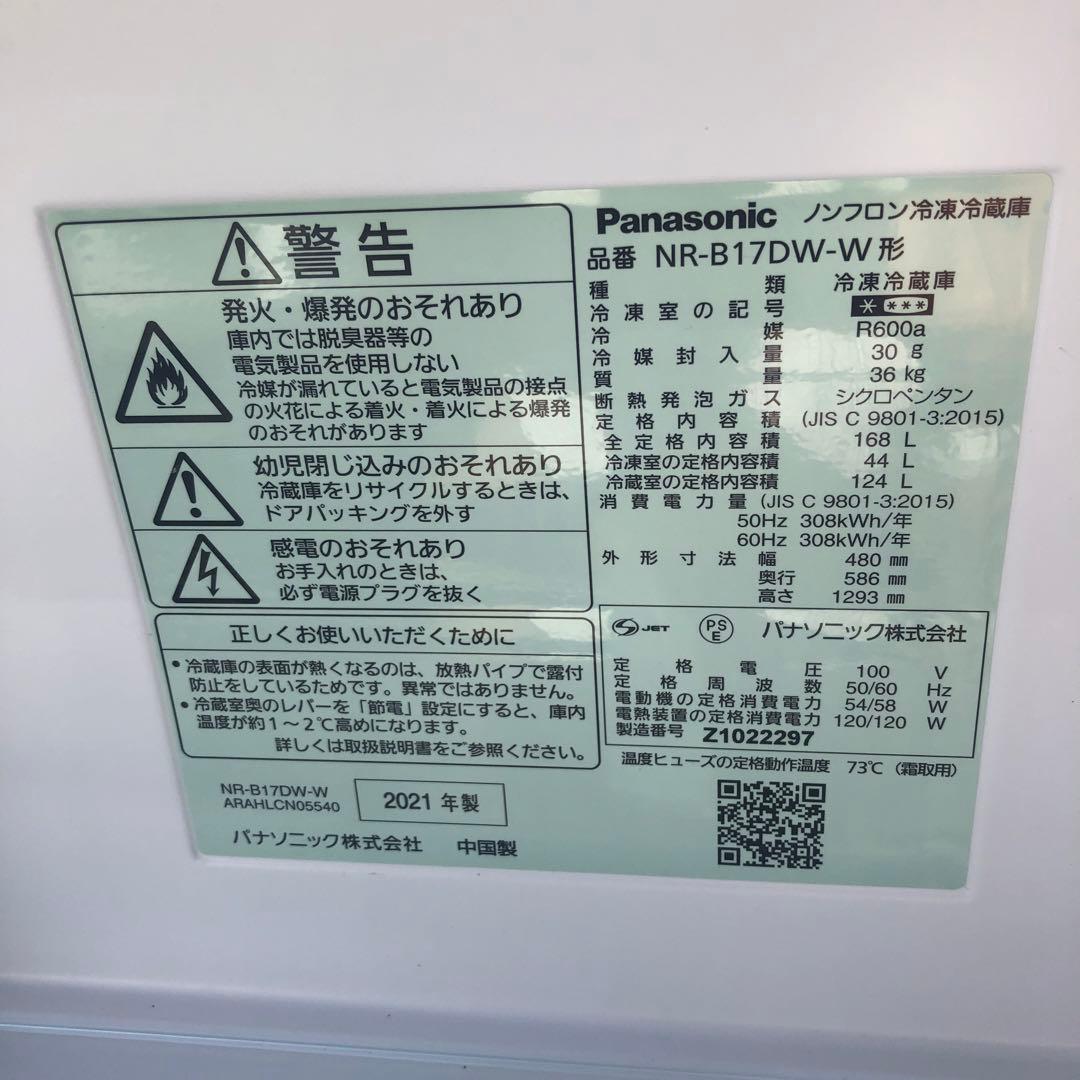 警告
発火・爆発のおそれあり
庫内では脱臭器等の
電気製品を使用しない
冷媒が漏れていると電気製品の接点
の火花による着火・着火による爆発
のおそれがあります
幼児閉じ込みのおそれあり
冷蔵庫をリサイクルするときは、
ドアパッキングを外す
感電のおそれあり
お手入れのときは、
必ず電源プラグを抜く
正しくお使いいただくために
・冷蔵庫の表面が熱くなるのは、放熱パイプで露付
防止をしているためです。異常ではありません。
・冷蔵室奥のレバーを「節電」設定にすると、庫内
温度が約1~2℃高めになります。
詳しくは取扱説明書をご参照ください。
NR-B17DW-W
ARAHLCN05540
2021 年製
パナソニック株式会社 中国製
Panasonic ノンフロン冷凍冷蔵庫
品番 NR-B17DW-W 形
種類 冷凍冷蔵庫
冷凍室の記号 * ***
冷媒 R600a
冷媒封入量 30 g
質量 36 kg
断熱発泡ガス シクロペンタン
定格内容積 (JIS C 9801-3:2015)
全定格内容積 168 L
冷凍室の定格内容積 44 L
冷蔵室の定格内容積 124 L
消費電力量 (JIS C 9801-3:2015)
50Hz 308kWh/年
60Hz 308kWh/年
外形寸法 幅 480 mm
奥行 586 mm
高さ 1293 mm
JET PSE パナソニック株式会社
定格電圧 100 V
定格周波数 50/60 Hz
電動機の定格消費電力 54/58 W
電熱装置の定格消費電力 120/120 W
製造番号 Z1022297
温度ヒューズの定格動作温度 73℃ (霜取用)